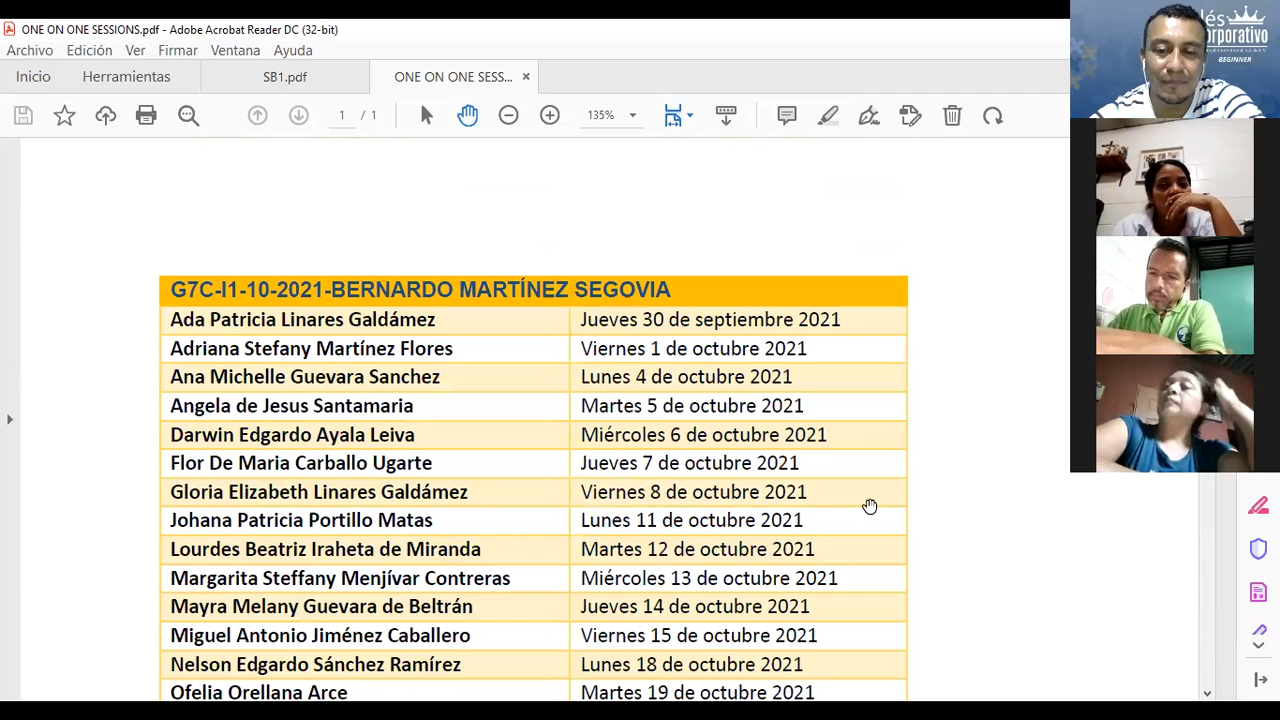 ONE ON ONE SESSIONS.pdf - Adobe Acrobat Reader DC (32-bit)
Archivo Edición Ver Firmar Ventana Ayuda
Inicio Herramientas SB1.pdf ONE ON ONE SESS... ×
1 / 1 135%
G7C-I1-10-2021-BERNARDO MARTÍNEZ SEGOVIA
Ada Patricia Linares Galdámez Jueves 30 de septiembre 2021
Adriana Stefany Martínez Flores Viernes 1 de octubre 2021
Ana Michelle Guevara Sanchez Lunes 4 de octubre 2021
Angela de Jesus Santamaria Martes 5 de octubre 2021
Darwin Edgardo Ayala Leiva Miércoles 6 de octubre 2021
Flor De Maria Carballo Ugarte Jueves 7 de octubre 2021
Gloria Elizabeth Linares Galdámez Viernes 8 de octubre 2021
Johana Patricia Portillo Matas Lunes 11 de octubre 2021
Lourdes Beatriz Iraheta de Miranda Martes 12 de octubre 2021
Margarita Steffany Menjívar Contreras Miércoles 13 de octubre 2021
Mayra Melany Guevara de Beltrán Jueves 14 de octubre 2021
Miguel Antonio Jiménez Caballero Viernes 15 de octubre 2021
Nelson Edgardo Sánchez Ramírez Lunes 18 de octubre 2021
Ofelia Orellana Arce Martes 19 de octubre 2021
és
orporativo
BEGINNER